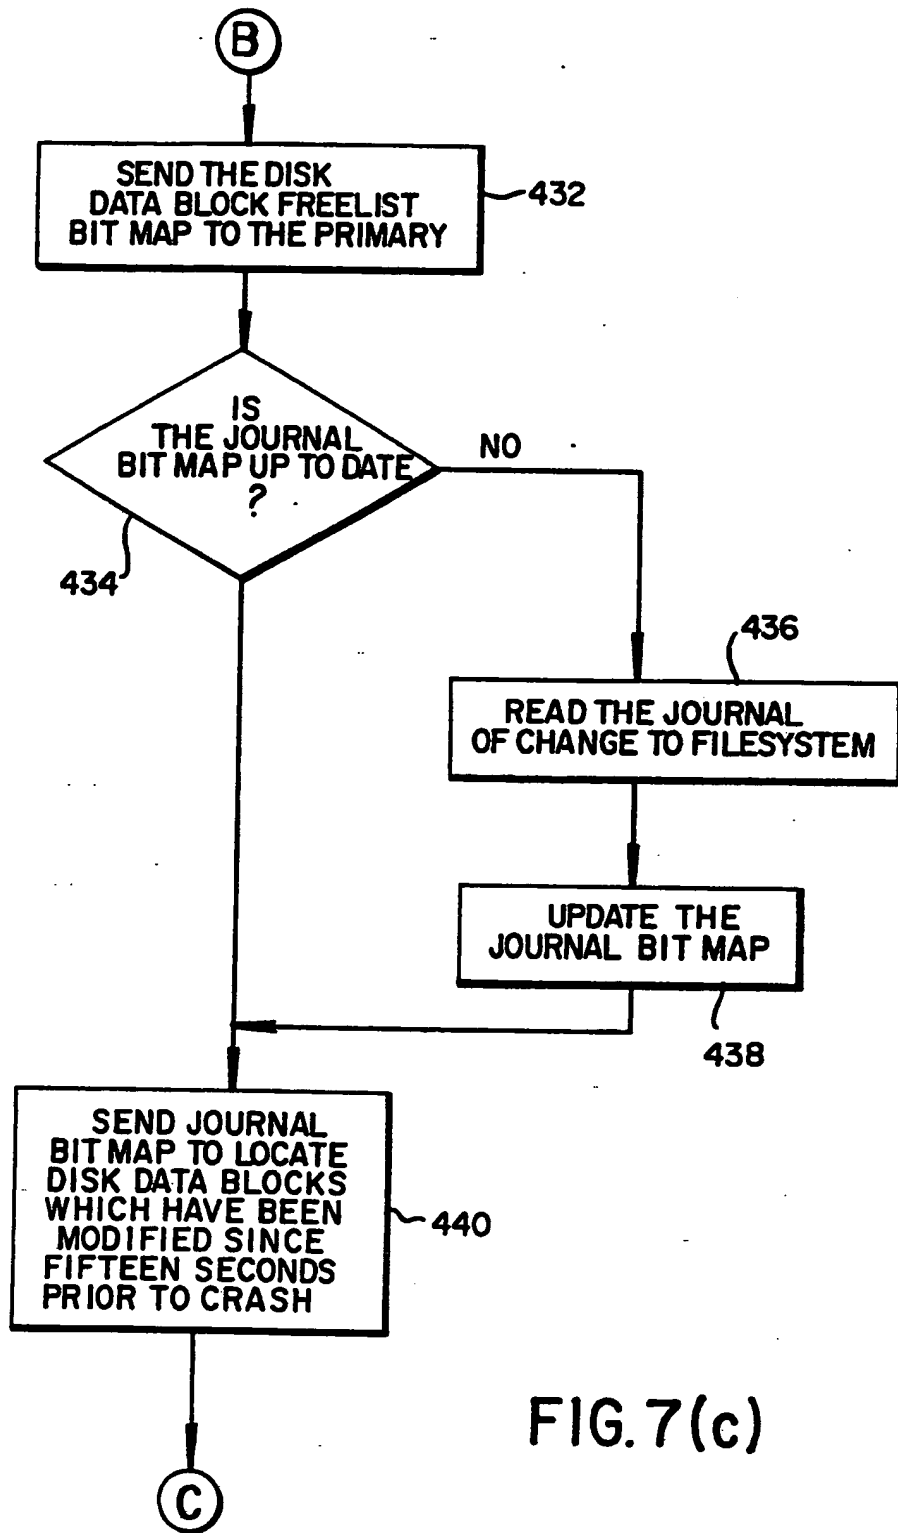 B
SEND THE DISK
DATA BLOCK FREELIST
BIT MAP TO THE PRIMARY
432
IS
THE JOURNAL
BIT MAP UP TO DATE
?
NO
434
436
READ THE JOURNAL
OF CHANGE TO FILESYSTEM
UPDATE THE
JOURNAL BIT MAP
438
SEND JOURNAL
BIT MAP TO LOCATE
DISK DATA BLOCKS
WHICH HAVE BEEN
MODIFIED SINCE
FIFTEEN SECONDS
PRIOR TO CRASH
440
C
FIG. 7(c)